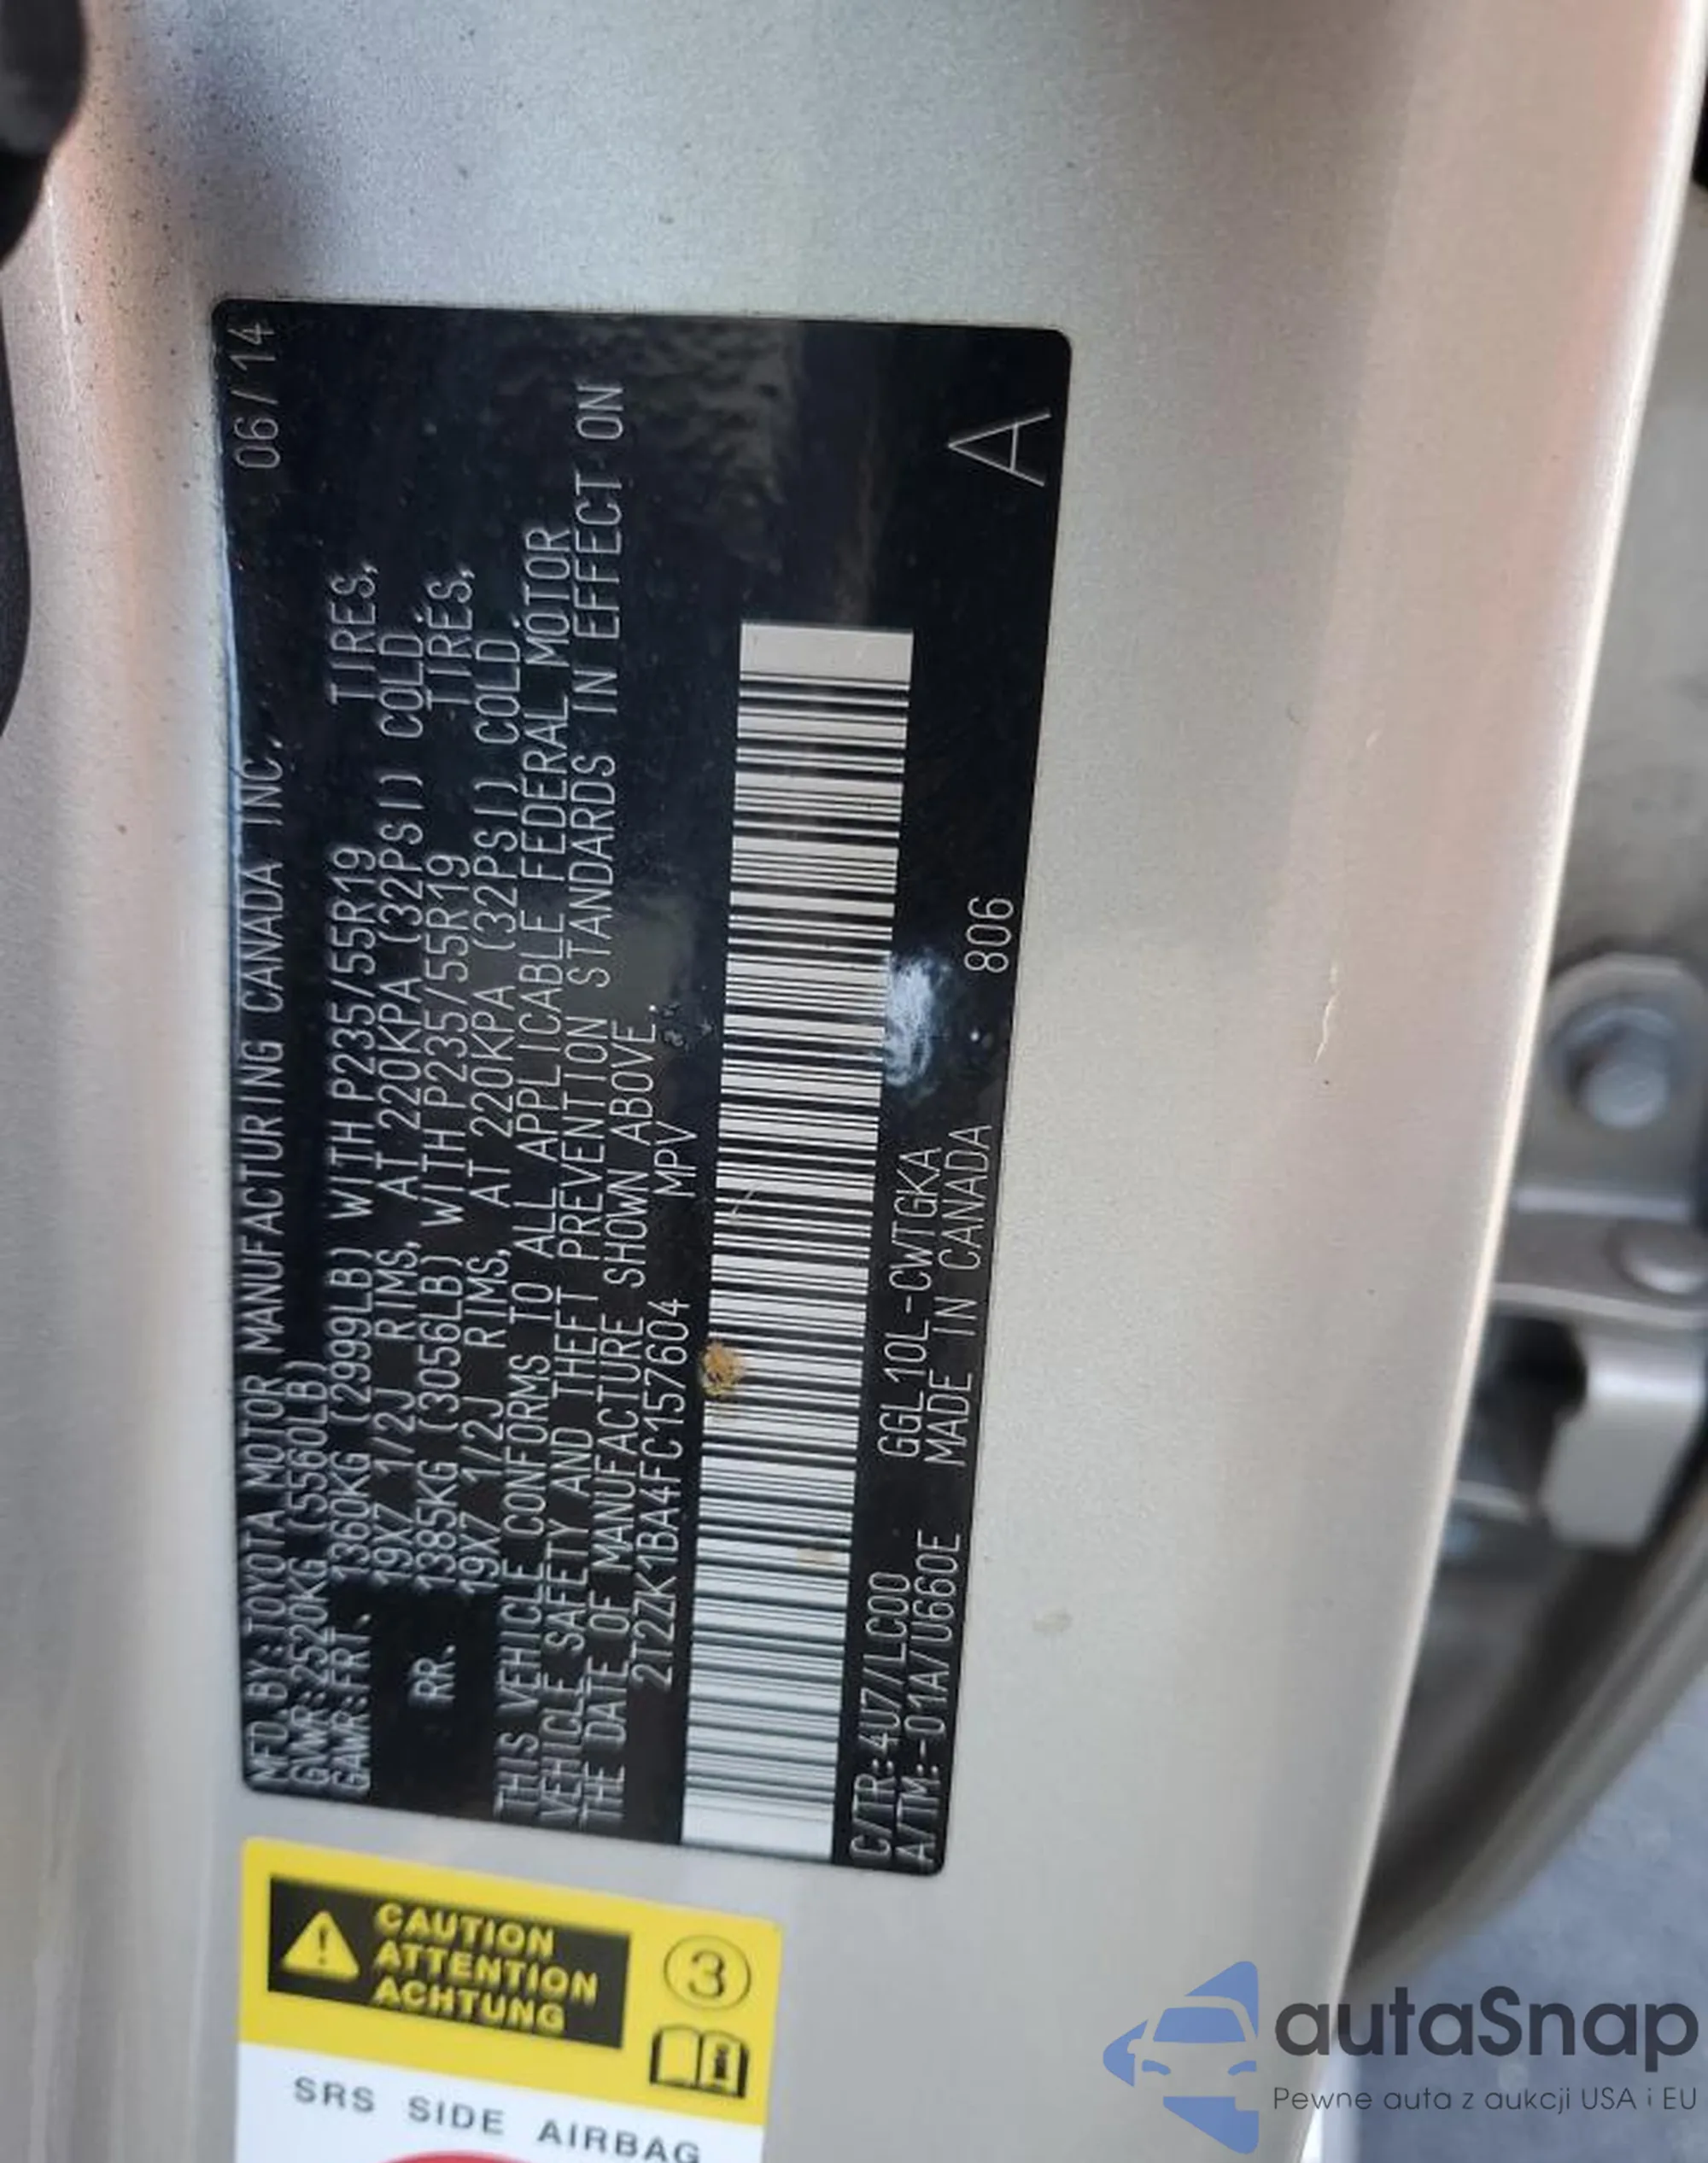 MFD. BY: TOYOTA MOTOR MANUFACTURING CANADA INC. 06/14
GVWR: 2520KG (5560LB)
GAWR: FRT. 1360KG (2999LB) WITH P235/55R19 TIRES,
19X7 1/2J RIMS, AT 220KPA (32PSI) COLD.
RR. 1385KG (3056LB) WITH P235/55R19 TIRES,
19X7 1/2J RIMS, AT 220KPA (32PSI) COLD.
THIS VEHICLE CONFORMS TO ALL APPLICABLE FEDERAL MOTOR
VEHICLE SAFETY AND THEFT PREVENTION STANDARDS IN EFFECT ON
THE DATE OF MANUFACTURE SHOWN ABOVE.
2T2ZK1BA4FC157604 MPV
C/TR: 4U7/LC00 GGL10L-CWTGKA 806
A/TM:-01A/U660E MADE IN CANADA A
CAUTION
ATTENTION
ACHTUNG
3
SRS SIDE AIRBAG
autaSnap
Pewne auta z aukcji USA i EU